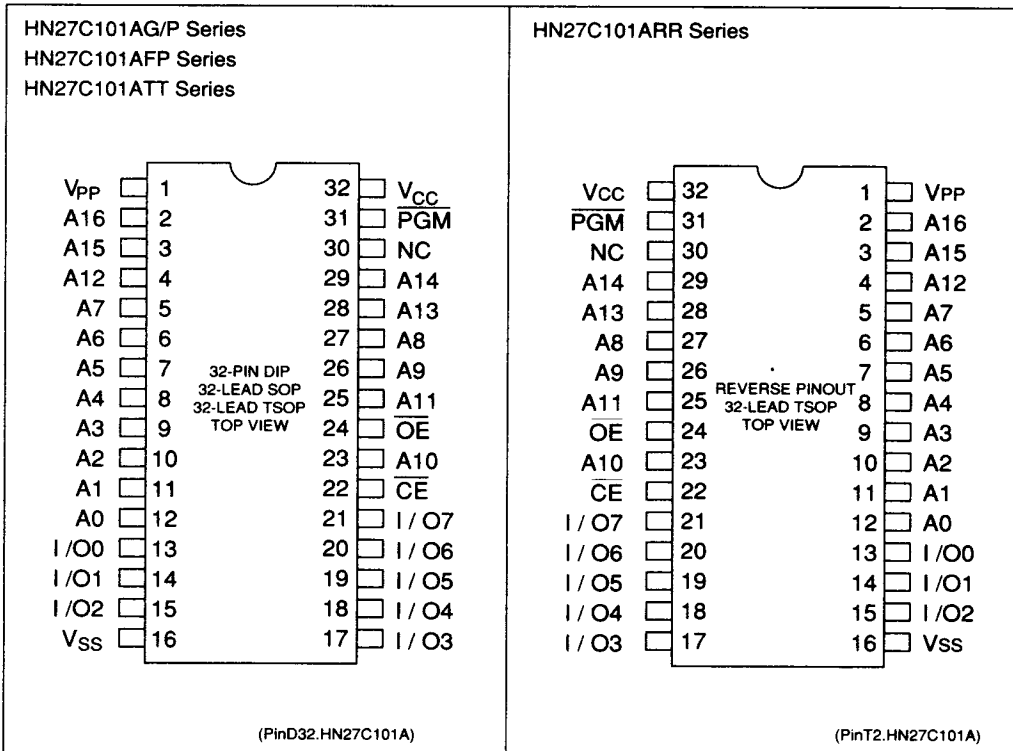 HN27C101AG/P Series
HN27C101AFP Series
HN27C101ATT Series
VPP 1 32 VCC
A16 2 31 PGM
A15 3 30 NC
A12 4 29 A14
A7 5 28 A13
A6 6 27 A8
A5 7 26 A9
A4 8 25 A11
A3 9 24 OE
A2 10 23 A10
A1 11 22 CE
A0 12 21 I/O7
I/O0 13 20 I/O6
I/O1 14 19 I/O5
I/O2 15 18 I/O4
VSS 16 17 I/O3
32-PIN DIP
32-LEAD SOP
32-LEAD TSOP
TOP VIEW
(PinD32.HN27C101A)
HN27C101ARR Series
VCC 32 1 VPP
PGM 31 2 A16
NC 30 3 A15
A14 29 4 A12
A13 28 5 A7
A8 27 6 A6
A9 26 7 A5
A11 25 8 A4
OE 24 9 A3
A10 23 10 A2
CE 22 11 A1
I/O7 21 12 A0
I/O6 20 13 I/O0
I/O5 19 14 I/O1
I/O4 18 15 I/O2
I/O3 17 16 VSS
REVERSE PINOUT
32-LEAD TSOP
TOP VIEW
(PinT2.HN27C101A)